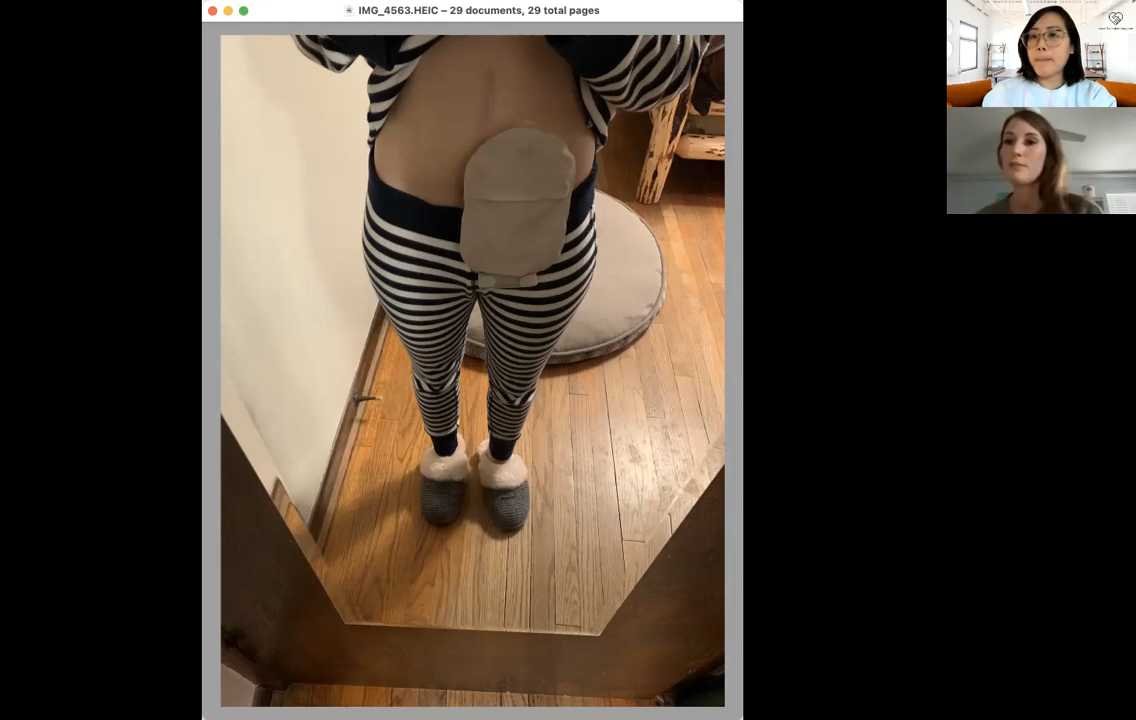 IMG_4563.HEIC – 29 documents, 29 total pages